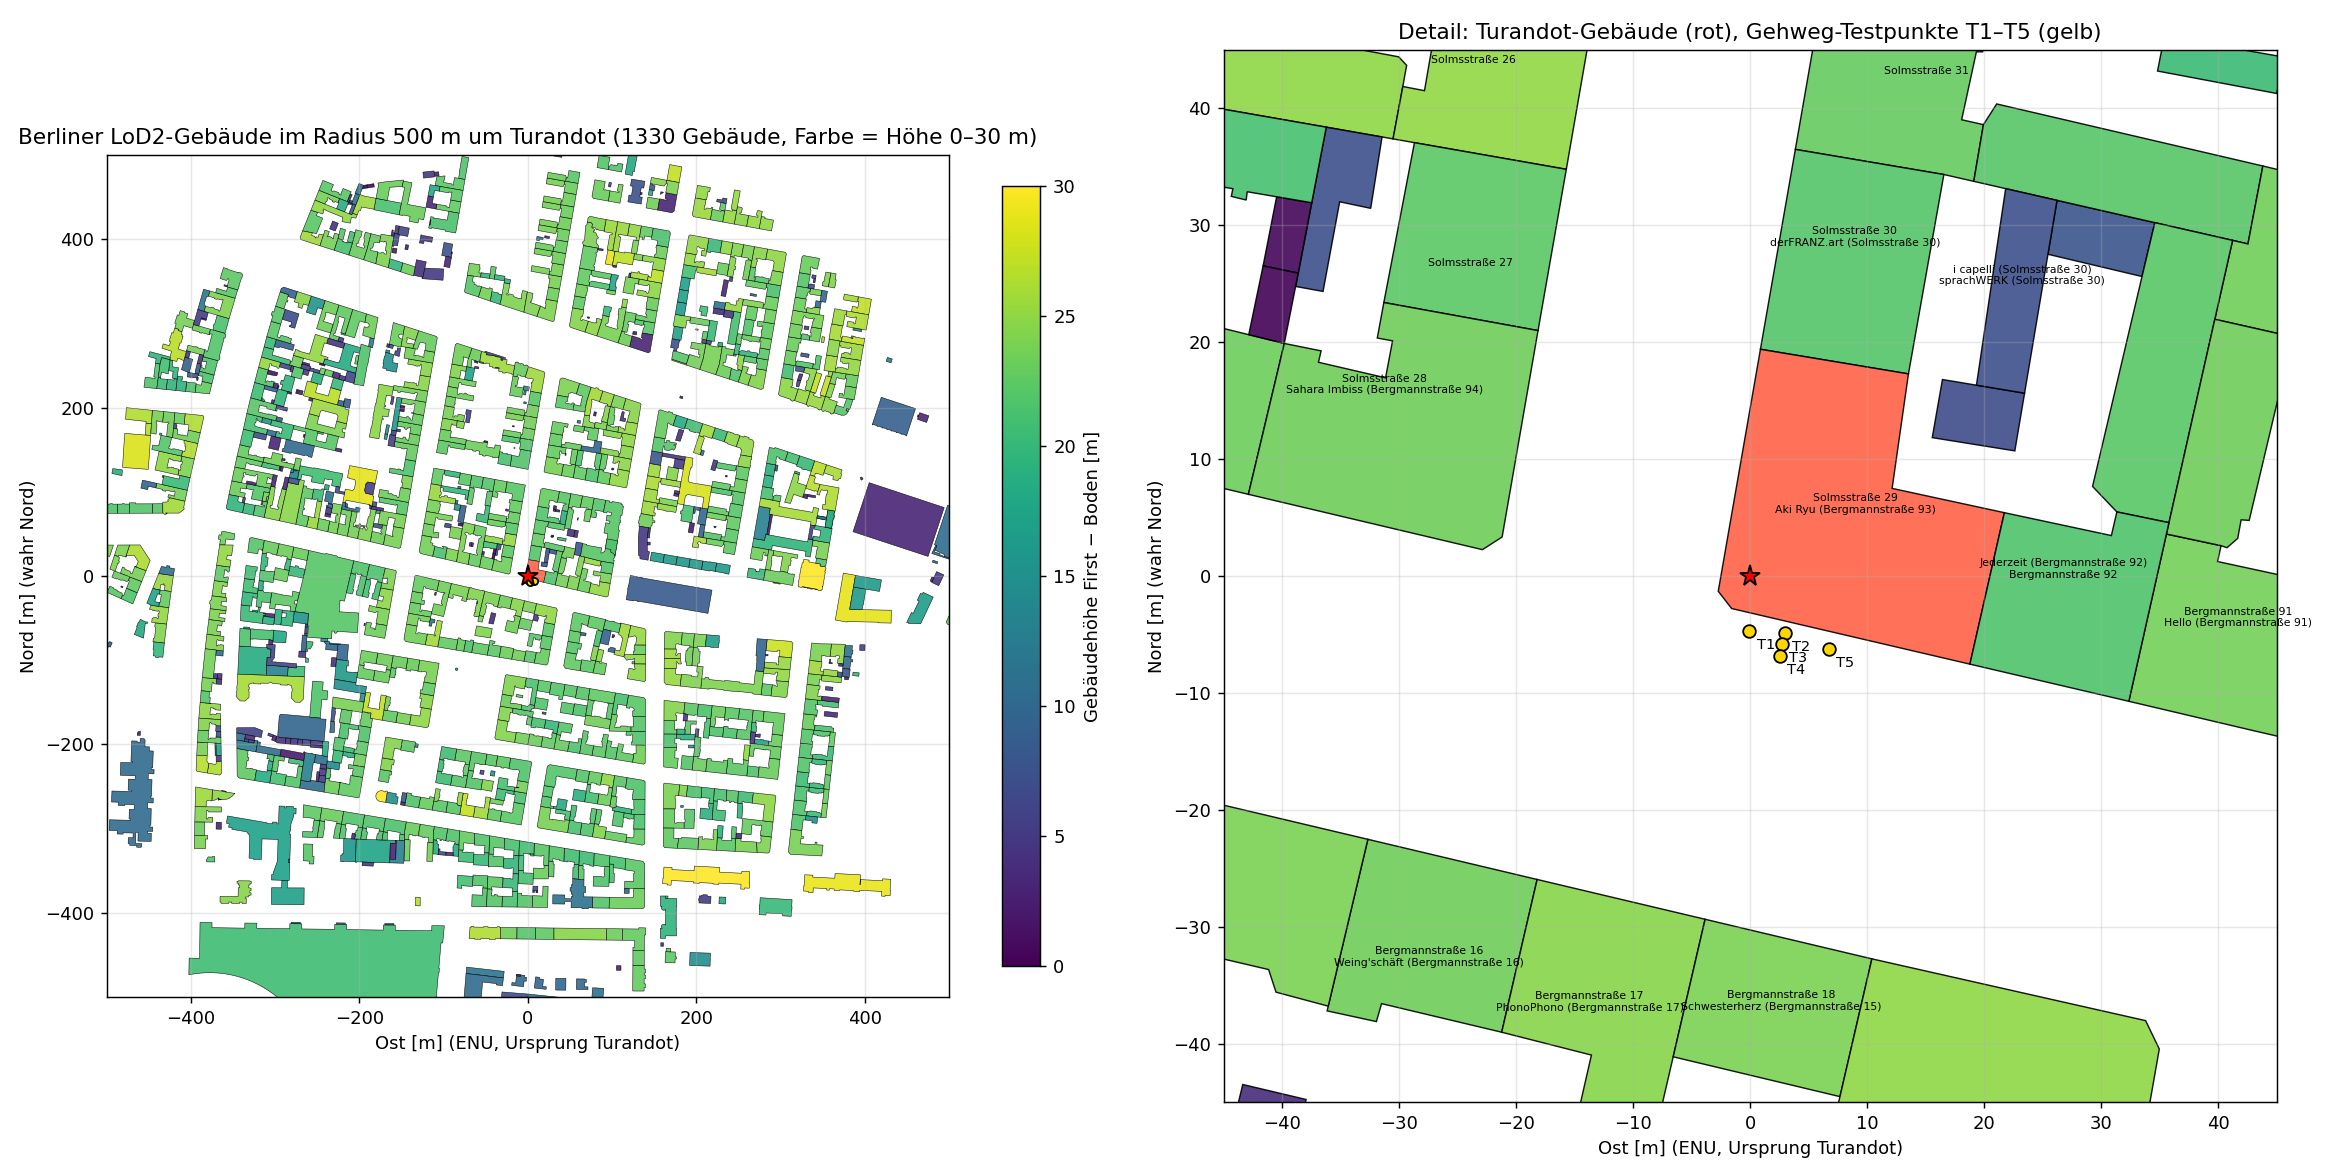 Berliner LoD2-Gebäude im Radius 500 m um Turandot (1330 Gebäude, Farbe = Höhe 0–30 m)
400
200
0
−200
−400
Nord [m] (wahr Nord)
−400
−200
0
200
400
Ost [m] (ENU, Ursprung Turandot)
30
25
20
15
10
5
0
Gebäudehöhe First − Boden [m]
Detail: Turandot-Gebäude (rot), Gehweg-Testpunkte T1–T5 (gelb)
40
30
20
10
0
−10
−20
−30
−40
Nord [m] (wahr Nord)
Solmsstraße 26
Solmsstraße 31
Solmsstraße 30
derFRANZ.art (Solmsstraße 30)
Solmsstraße 27
i capelli (Solmsstraße 30)
sprachWERK (Solmsstraße 30)
Solmsstraße 28
Sahara Imbiss (Bergmannstraße 94)
Solmsstraße 29
Aki Ryu (Bergmannstraße 93)
Jederzeit (Bergmannstraße 92)
Bergmannstraße 92
Bergmannstraße 91
Hello (Bergmannstraße 91)
T1
T2
T3
T4
T5
Bergmannstraße 16
Weing'schäft (Bergmannstraße 16)
Bergmannstraße 17
PhonoPhono (Bergmannstraße 17)
Bergmannstraße 18
Schwesterherz (Bergmannstraße 15)
−40
−30
−20
−10
0
10
20
30
40
Ost [m] (ENU, Ursprung Turandot)